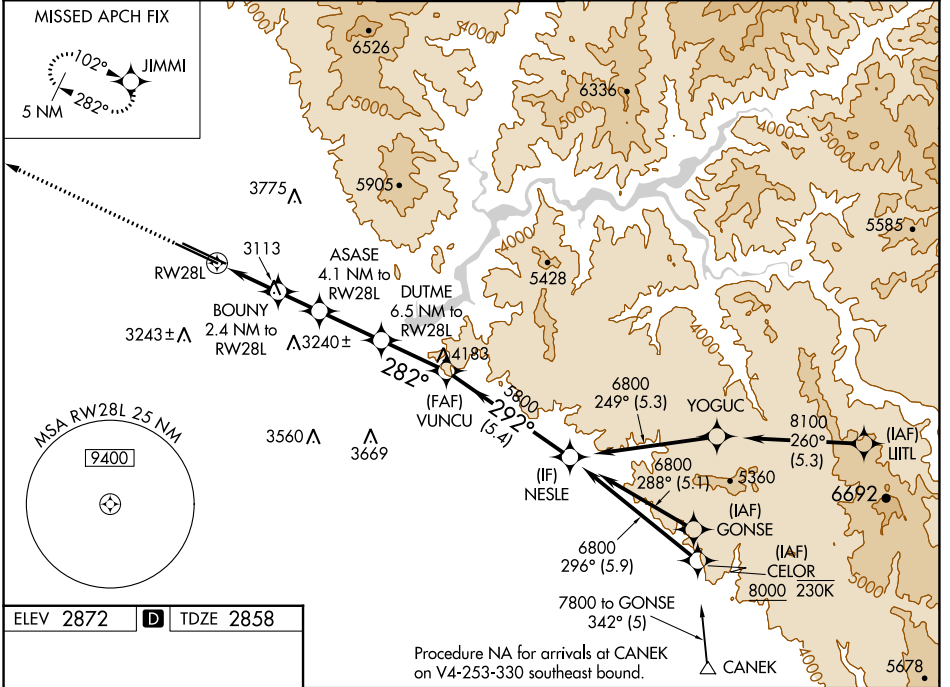 MISSED APCH FIX
JIMMI
102°
282°
5 NM
4000
6526
5000
6336
5000
4000
4000
5000
5905
3775
5585
4000
5428
3113
RW28L
ASASE
4.1 NM to
RW28L
BOUNY
2.4 NM to
RW28L
DUTME
6.5 NM to
RW28L
3243±
3240±
4183
282°
(FAF)
VUNCU
5800
292°
(5.4)
6800
249° (5.3)
YOGUC
8100
260°
(5.3)
(IAF)
LIITL
4000
MSA RW28L 25 NM
9400
3560
3669
(IF)
NESLE
6800
288° (5.1)
5360
6692
(IAF)
GONSE
6800
296° (5.9)
(IAF)
CELOR
8000 230K
5000
7800 to GONSE
342° (5)
CANEK
4000
5678
Procedure NA for arrivals at CANEK
on V4-253-330 southeast bound.
ELEV 2872 D TDZE 2858